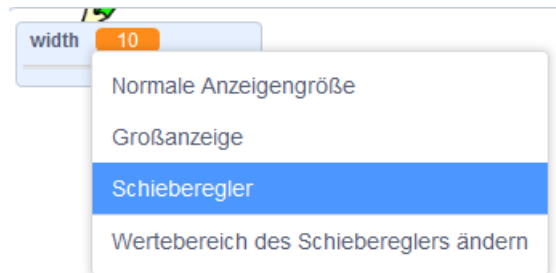 width 10
Normale Anzeigengröße
Großanzeige
Schieberegler
Wertebereich des Schiebereglers ändern